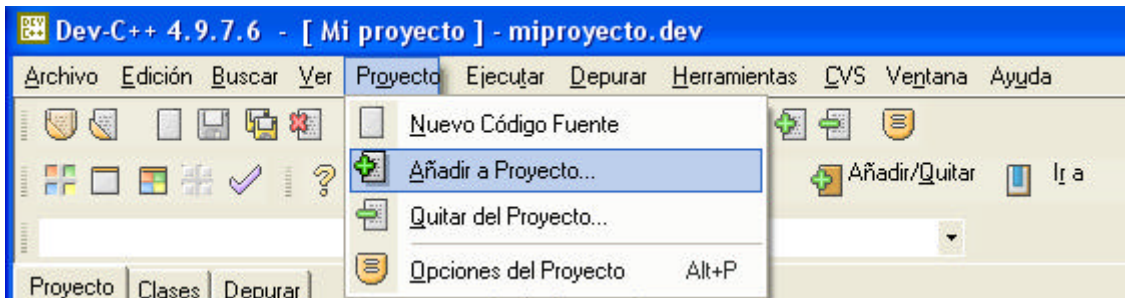 Dev-C++ 4.9.7.6 - [ Mi proyecto ] - miproyecto.dev
Archivo Edición Buscar Ver Proyecto Ejecutar Depurar Herramientas CVS Ventana Ayuda
Nuevo Código Fuente
Añadir a Proyecto...
Añadir/Quitar Ir a
Quitar del Proyecto...
Opciones del Proyecto Alt+P
Proyecto Clases Depurar